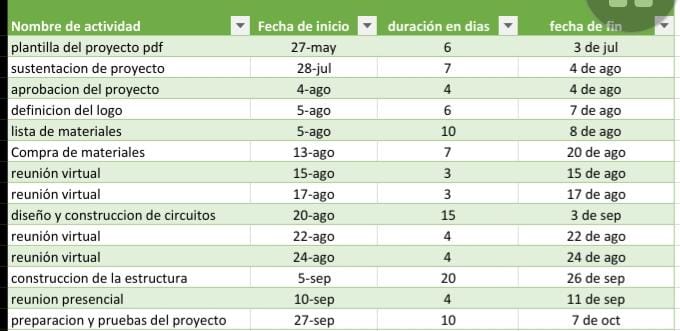 Nombre de actividad Fecha de inicio duración en dias fecha de fin
plantilla del proyecto pdf 27-may 6 3 de jul
sustentacion de proyecto 28-jul 7 4 de ago
aprobacion del proyecto 4-ago 4 4 de ago
definicion del logo 5-ago 6 7 de ago
lista de materiales 5-ago 10 8 de ago
Compra de materiales 13-ago 7 20 de ago
reunión virtual 15-ago 3 15 de ago
reunión virtual 17-ago 3 17 de ago
diseño y construccion de circuitos 20-ago 15 3 de sep
reunión virtual 22-ago 4 22 de ago
reunión virtual 24-ago 4 24 de ago
construccion de la estructura 5-sep 20 26 de sep
reunion presencial 10-sep 4 11 de sep
preparacion y pruebas del proyecto 27-sep 10 7 de oct